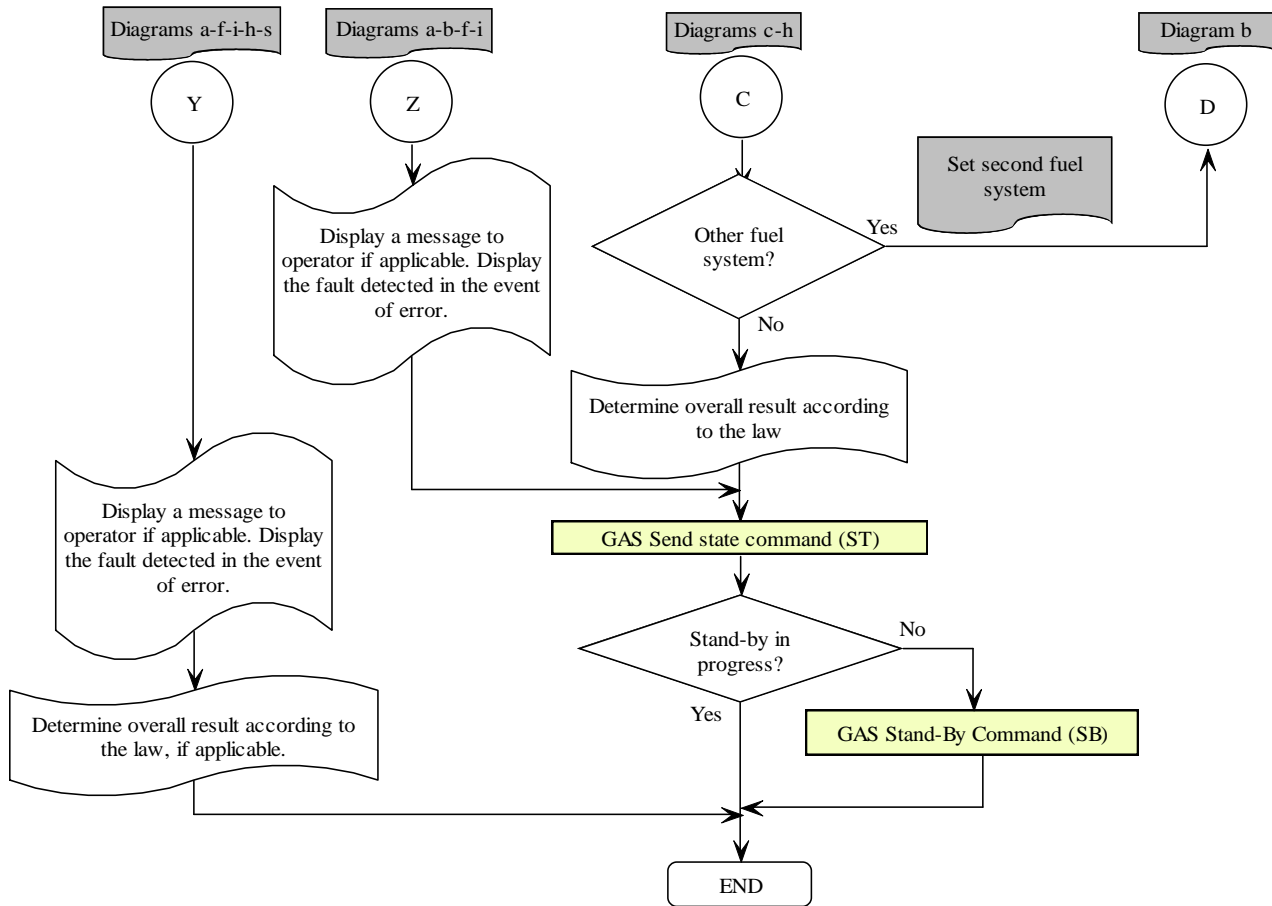 Diagrams a-f-i-h-s
Diagrams a-b-f-i
Diagrams c-h
Diagram b
Y
Z
C
D
Set second fuel
system
Display a message to
operator if applicable. Display
the fault detected in the event
of error.
Other fuel
system?
Yes
No
Determine overall result according
to the law
Display a message to
operator if applicable. Display
the fault detected in the event
of error.
GAS Send state command (ST)
Stand-by in
progress?
No
Yes
Determine overall result according to
the law, if applicable.
GAS Stand-By Command (SB)
END